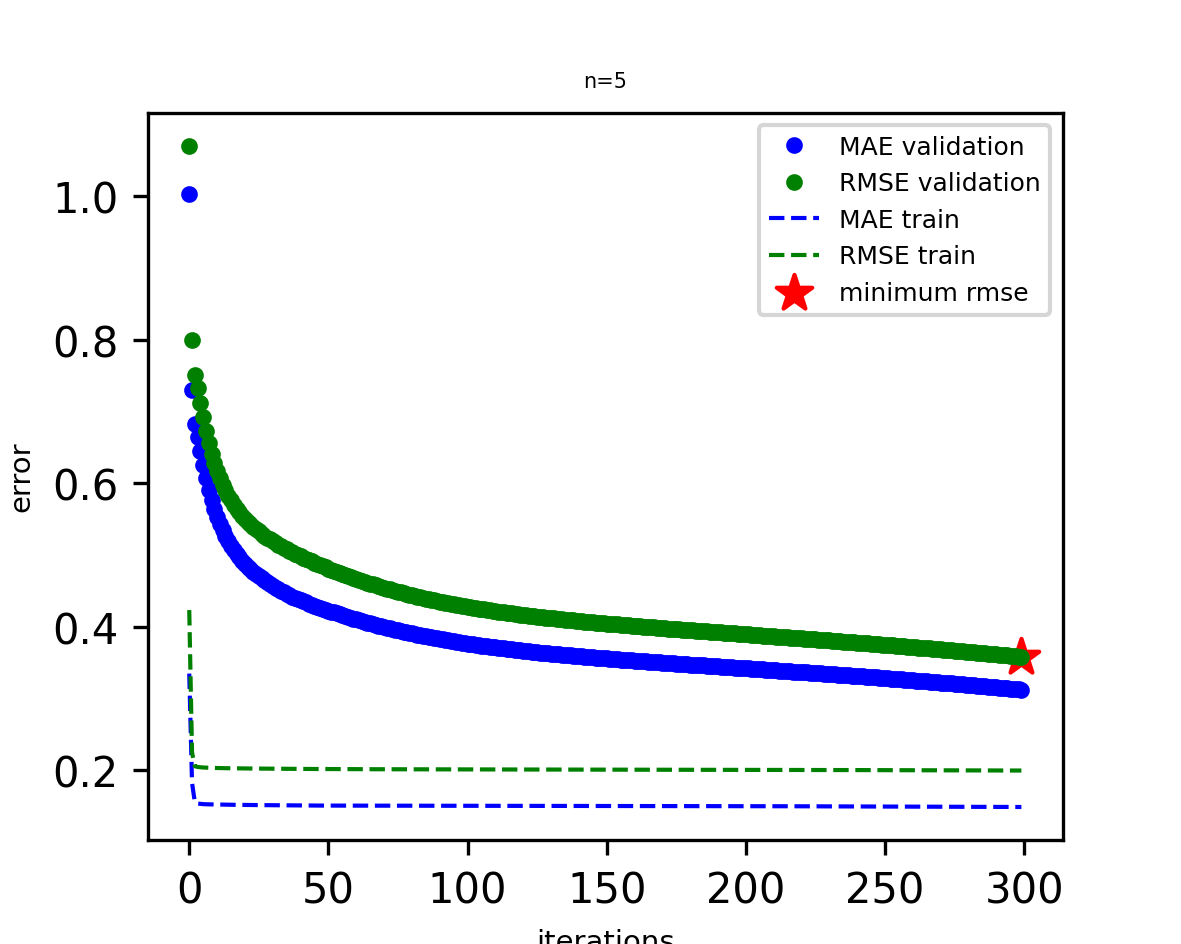 n=5
MAE validation
RMSE validation
MAE train
RMSE train
minimum rmse
error
1.0
0.8
0.6
0.4
0.2
0 50 100 150 200 250 300
iterations